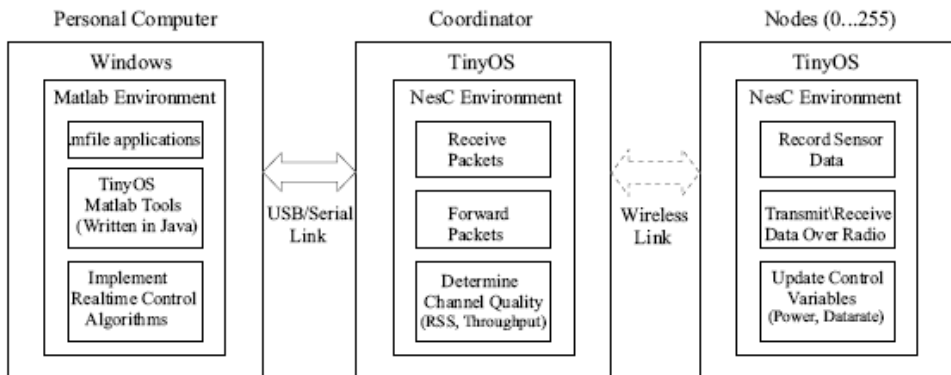 Personal Computer
Windows
Matlab Environment
.mfile applications
TinyOS
Matlab Tools
(Written in Java)
Implement
Realtime Control
Algorithms
USB/Serial
Link
Coordinator
TinyOS
NesC Environment
Receive
Packets
Forward
Packets
Determine
Channel Quality
(RSS, Throughput)
Wireless
Link
Nodes (0...255)
TinyOS
NesC Environment
Record Sensor
Data
Transmit\Receive
Data Over Radio
Update Control
Variables
(Power, Datarate)